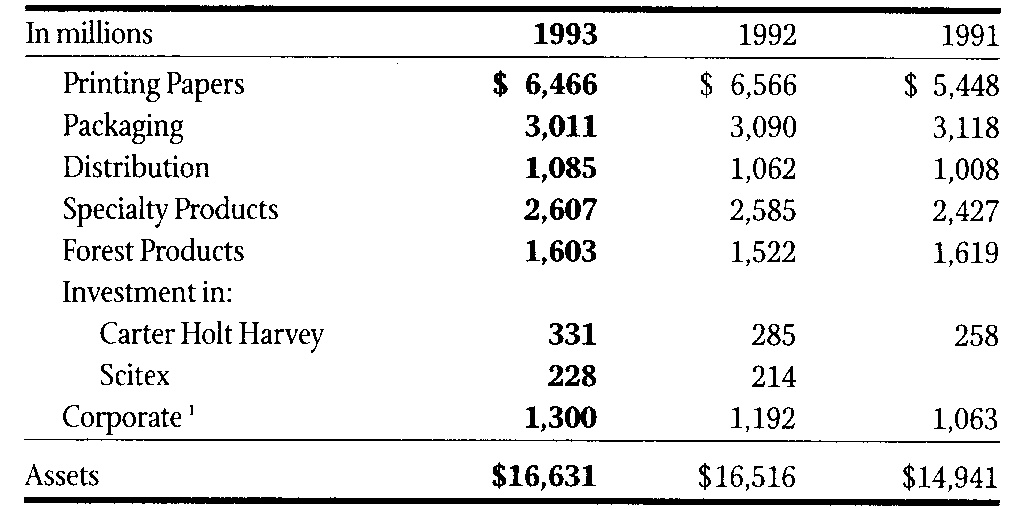 In millions 1993 1992 1991
Printing Papers $ 6,466 $ 6,566 $ 5,448
Packaging 3,011 3,090 3,118
Distribution 1,085 1,062 1,008
Specialty Products 2,607 2,585 2,427
Forest Products 1,603 1,522 1,619
Investment in:
Carter Holt Harvey 331 285 258
Scitex 228 214
Corporate ¹ 1,300 1,192 1,063
Assets $16,631 $16,516 $14,941